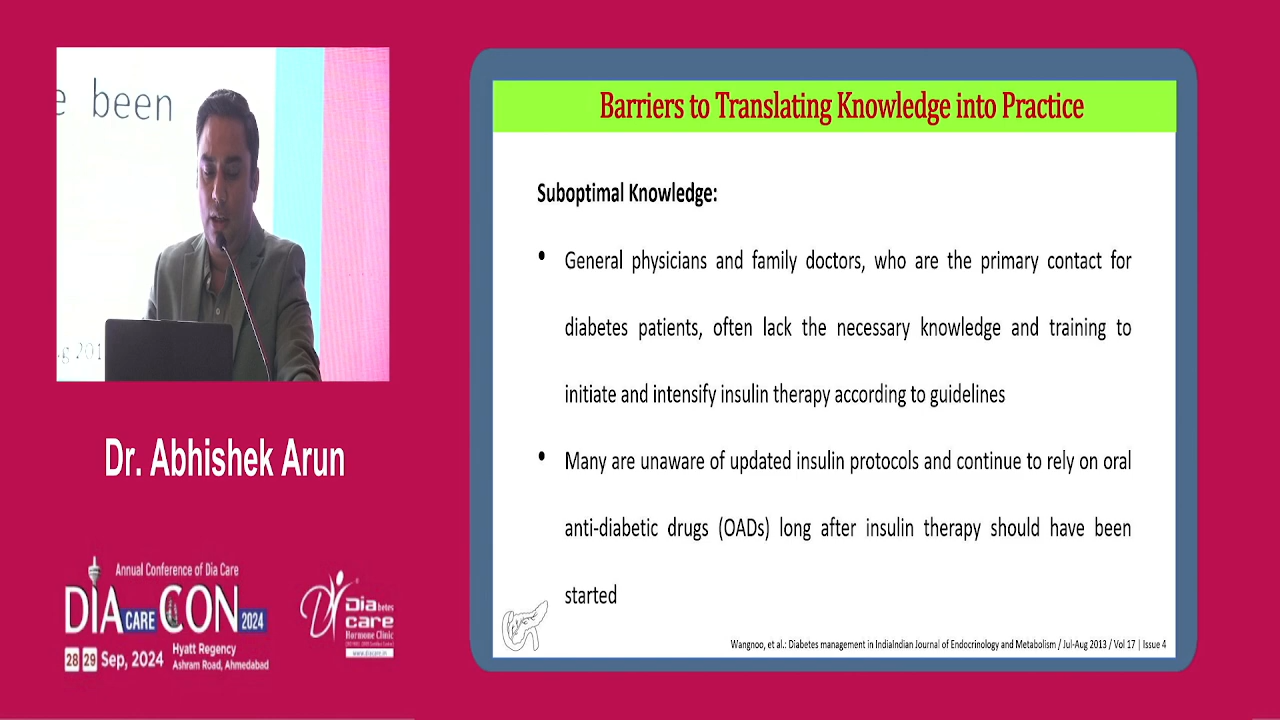 e been
g 201
Dr. Abhishek Arun
Annual Conference of Dia Care
DIA CARE CON 2024
28 29 Sep, 2024
Hyatt Regency
Ashram Road, Ahmedabad
Diabetes
care
Hormone Clinic
www.diacare.in
Barriers to Translating Knowledge into Practice
Suboptimal Knowledge:
• General physicians and family doctors, who are the primary contact for
diabetes patients, often lack the necessary knowledge and training to
initiate and intensify insulin therapy according to guidelines
• Many are unaware of updated insulin protocols and continue to rely on oral
anti-diabetic drugs (OADs) long after insulin therapy should have been
started
Wangnoo, et al.: Diabetes management in IndiaIndian Journal of Endocrinology and Metabolism / Jul-Aug 2013 / Vol 17 | Issue 4